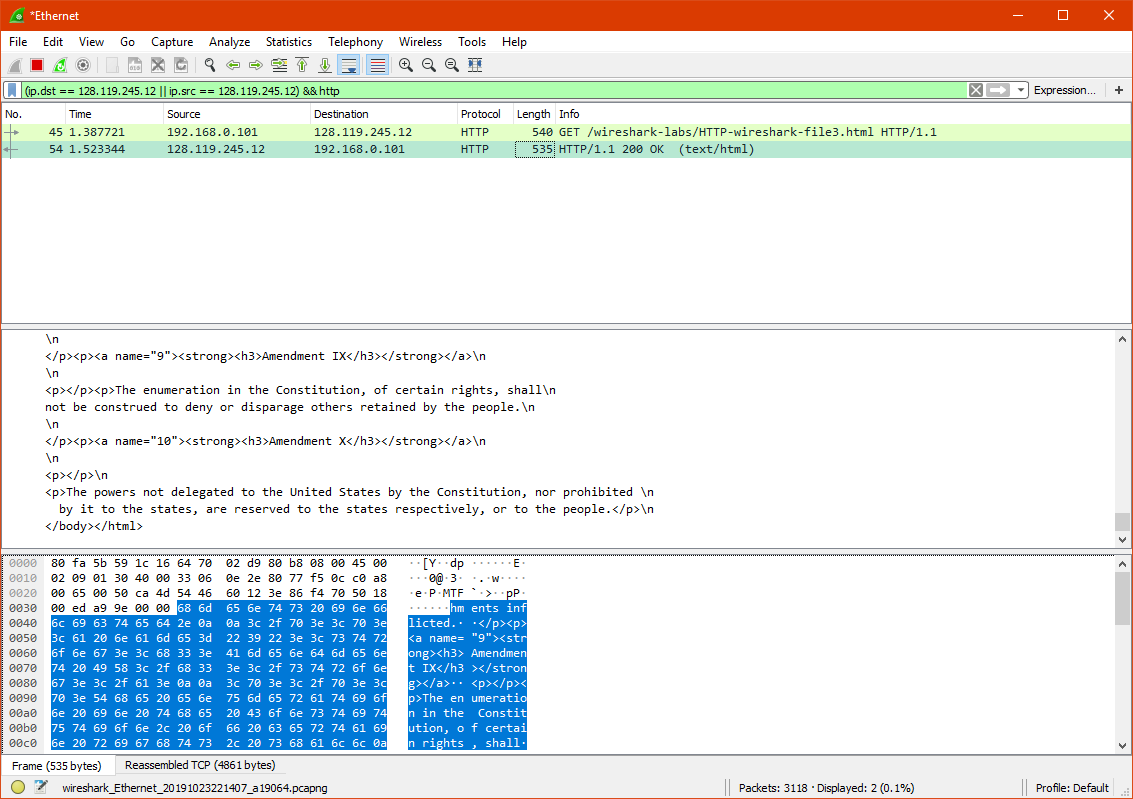 *Ethernet
File Edit View Go Capture Analyze Statistics Telephony Wireless Tools Help
(ip.dst == 128.119.245.12 || ip.src == 128.119.245.12) && http Expression... +
No. Time Source Destination Protocol Length Info
45 1.387721 192.168.0.101 128.119.245.12 HTTP 540 GET /wireshark-labs/HTTP-wireshark-file3.html HTTP/1.1
54 1.523344 128.119.245.12 192.168.0.101 HTTP 535 HTTP/1.1 200 OK  (text/html)
\n
</p><p><a name="9"><strong><h3>Amendment IX</h3></strong></a>\n
\n
<p></p><p>The enumeration in the Constitution, of certain rights, shall\n
not be construed to deny or disparage others retained by the people.\n
\n
</p><p><a name="10"><strong><h3>Amendment X</h3></strong></a>\n
\n
<p></p>\n
<p>The powers not delegated to the United States by the Constitution, nor prohibited \n
by it to the states, are reserved to the states respectively, or to the people.</p>\n
</body></html>
0000 80 fa 5b 59 1c 16 64 70 02 d9 80 b8 08 00 45 00 ··[Y··dp ······E·
0010 02 09 01 30 40 00 33 06 0e 2e 80 77 f5 0c c0 a8 ···0@·3· ·.·w····
0020 00 65 00 50 ca 4d 54 46 60 12 3e 86 f4 70 50 18 ·e·P·MTF `·>··pP·
0030 00 ed a9 9e 00 00 68 6d 65 6e 74 73 20 69 6e 66 ······hm ents inf
0040 6c 69 63 74 65 64 2e 0a 0a 3c 2f 70 3e 3c 70 3e licted.· ·</p><p>
0050 3c 61 20 6e 61 6d 65 3d 22 39 22 3e 3c 73 74 72 <a name= "9"><str
0060 6f 6e 67 3e 3c 68 33 3e 41 6d 65 6e 64 6d 65 6e ong><h3> Amendmen
0070 74 20 49 58 3c 2f 68 33 3e 3c 2f 73 74 72 6f 6e t IX</h3 ></stron
0080 67 3e 3c 2f 61 3e 0a 0a 3c 70 3e 3c 2f 70 3e 3c g></a>·· <p></p><
0090 70 3e 54 68 65 20 65 6e 75 6d 65 72 61 74 69 6f p>The en umeratio
00a0 6e 20 69 6e 20 74 68 65 20 43 6f 6e 73 74 69 74 n in the  Constit
00b0 75 74 69 6f 6e 2c 20 6f 66 20 63 65 72 74 61 69 ution, o f certai
00c0 6e 20 72 69 67 68 74 73 2c 20 73 68 61 6c 6c 0a n rights , shall·
Frame (535 bytes) Reassembled TCP (4861 bytes)
wireshark_Ethernet_20191023221407_a19064.pcapng Packets: 3118 · Displayed: 2 (0.1%) Profile: Default